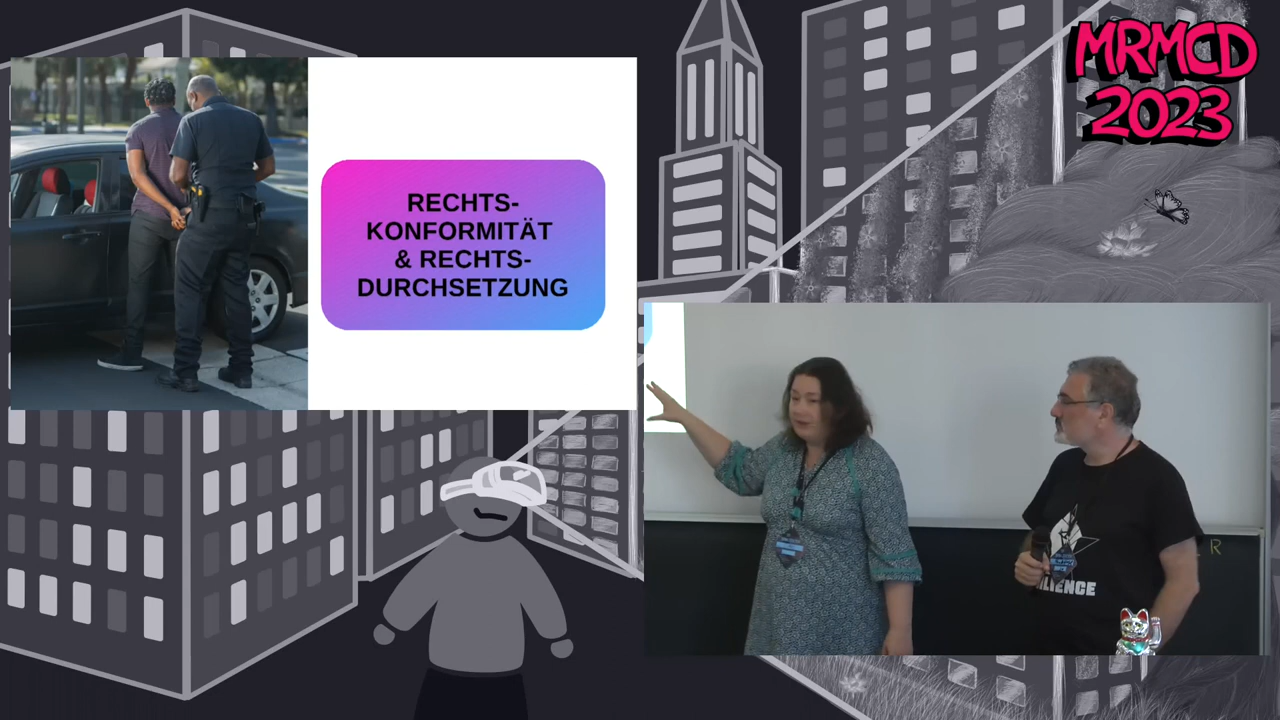 MRMCD
2023
RECHTS-
KONFORMITÄT
& RECHTS-
DURCHSETZUNG
R